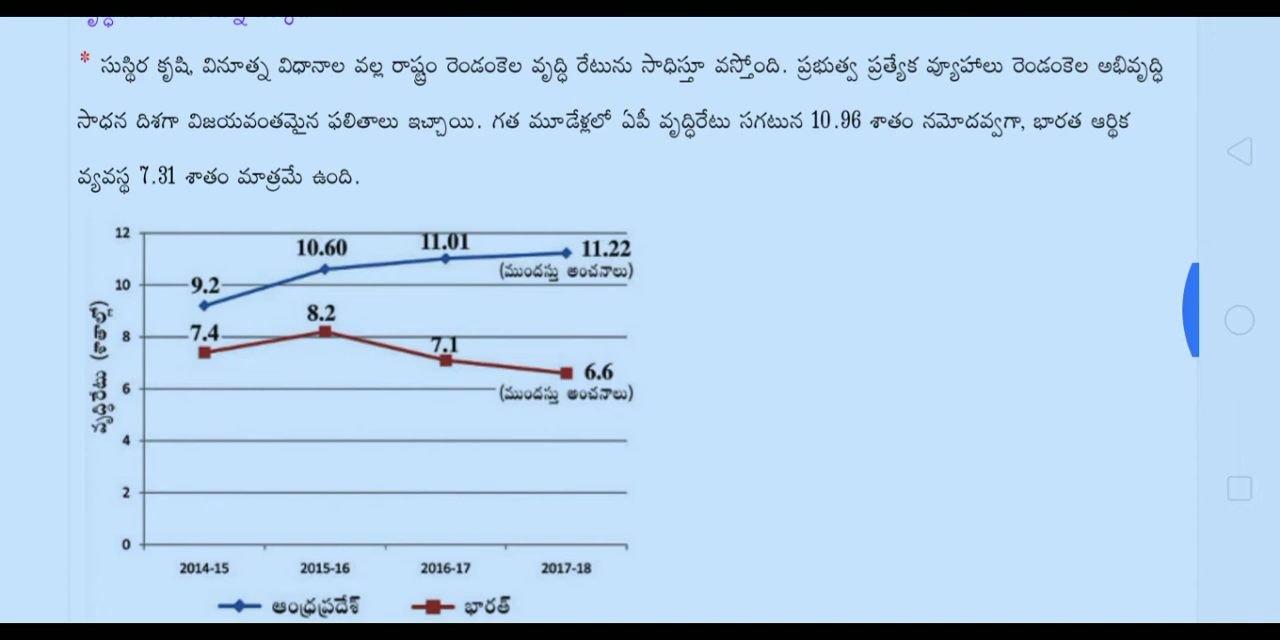 * సుస్థిర కృషి, వినూత్న విధానాల వల్ల రాష్ట్రం రెండంకెల వృద్ధి రేటును సాధిస్తూ వస్తోంది. ప్రభుత్వ ప్రత్యేక వ్యూహాలు రెండంకెల అభివృద్ధి
సాధన దిశగా విజయవంతమైన ఫలితాలు ఇచ్చాయి. గత మూడేళ్లలో ఏపీ వృద్ధిరేటు సగటున 10.96 శాతం నమోదవ్వగా, భారత ఆర్థిక
వ్యవస్థ 7.31 శాతం మాత్రమే ఉంది.
వృద్ధిరేటు (శాతాల్లో)
12
10
8
6
4
2
0
9.2
10.60
11.01
11.22
(ముందస్తు అంచనాలు)
7.4
8.2
7.1
6.6
(ముందస్తు అంచనాలు)
2014-15
2015-16
2016-17
2017-18
ఆంధ్రప్రదేశ్
భారత్